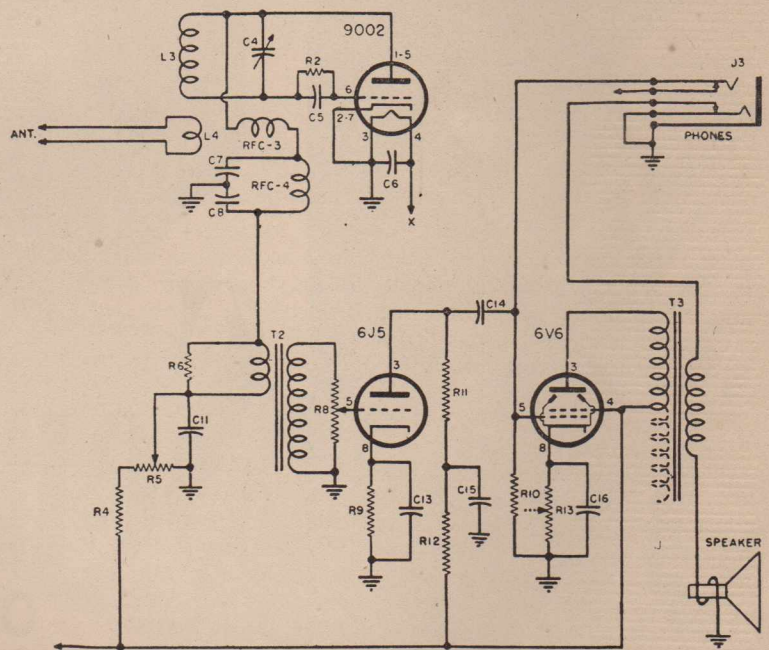 9002
J3
L3
C4
1-5
R2
6
C5
2-7
ANT.
L4
3
4
PHONES
RFC-3
C7
C6
RFC-4
C8
X
C14
T3
T2
6J5
6V6
R6
3
3
R11
R8
5
5
4
C11
8
8
R5
R4
R9
C13
C15
R10
R13
C16
R12
J
SPEAKER